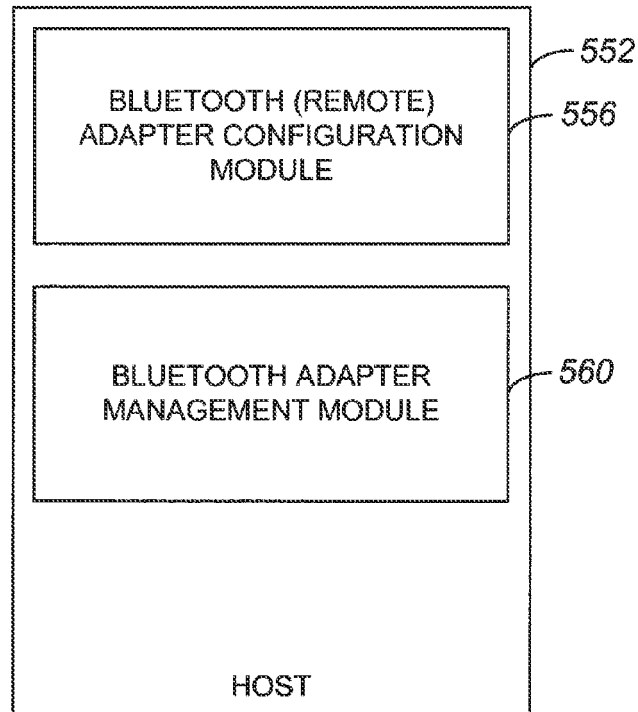 552
BLUETOOTH (REMOTE)
ADAPTER CONFIGURATION
MODULE
556
BLUETOOTH ADAPTER
MANAGEMENT MODULE
560
HOST